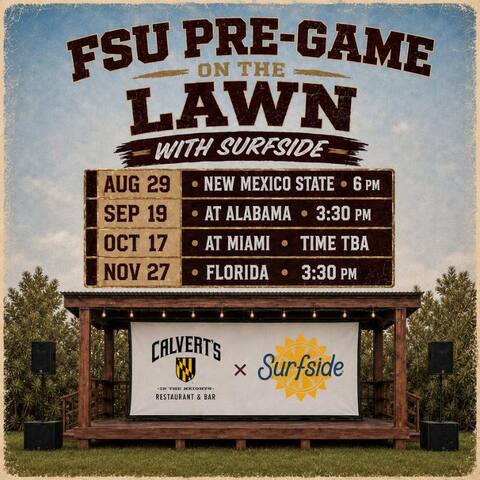 FSU PRE-GAME
ON THE
LAWN
WITH SURFSIDE
AUG 29 • NEW MEXICO STATE • 6 PM
SEP 19 • AT ALABAMA • 3:30 PM
OCT 17 • AT MIAMI • TIME TBA
NOV 27 • FLORIDA • 3:30 PM
CALVERT'S
-IN THE HEIGHTS-
RESTAURANT & BAR
×
Surfside